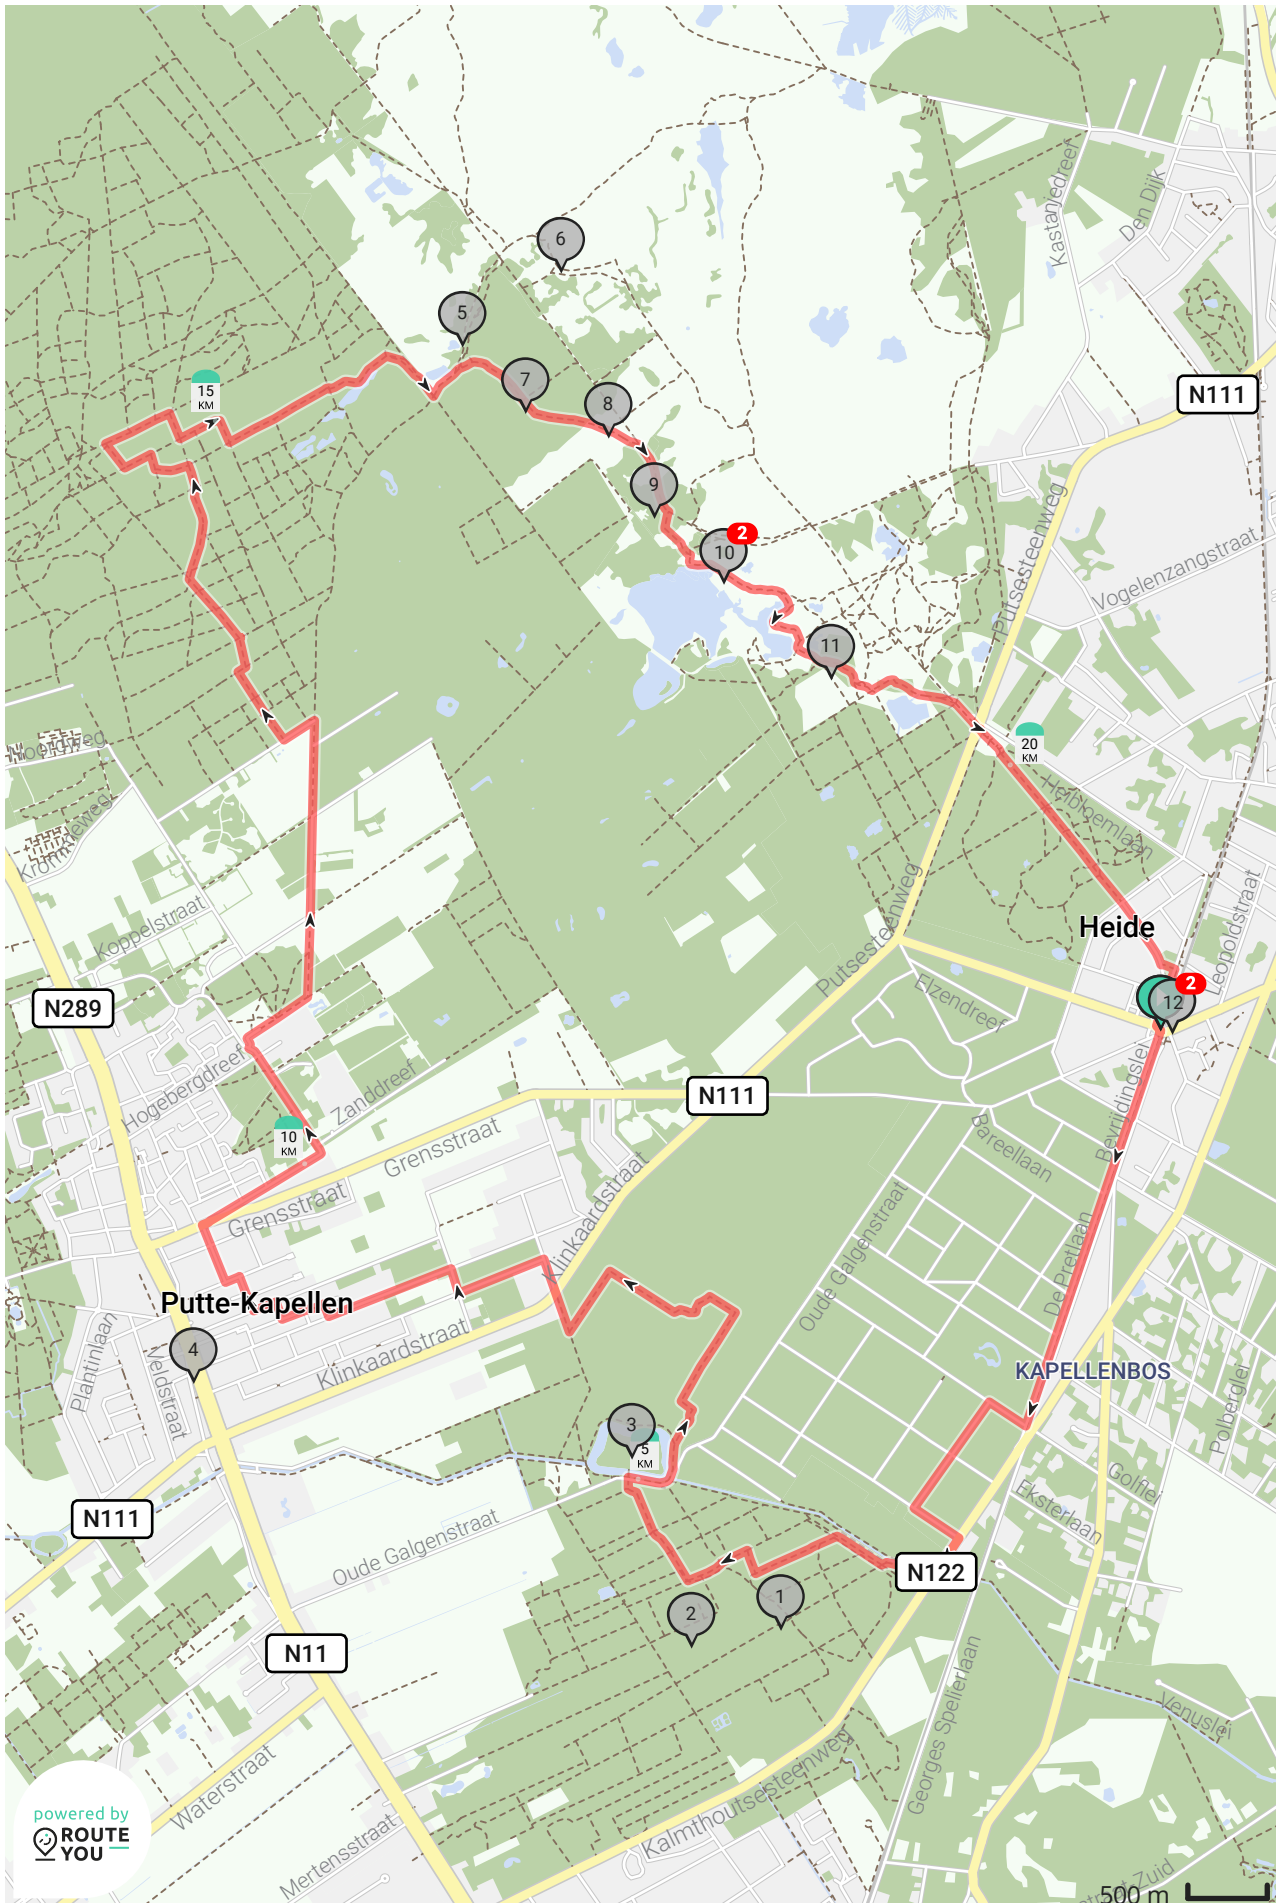 Kastanjedreef
Den Dijk
6
5
7
15
KM
8
N111
9
2
10
Putsesteenweg
Vogelenzangstraat
11
20
KM
Heibloemlaan
Koppelstraat
Putsesteenweg
Leopoldstraat
Heide
Elzendreef
2
12
N289
Hogebergdreef
Zanddreef
N111
10
KM
Grensstraat
Bareellaan
Bevrijdingslei
Grensstraat
Klinkaardstraat
Oude Galgenstraat
De Pretlaan
Putte-Kapellen
4
Plantinlaan
Veldstraat
Klinkaardstraat
KAPELLENBOS
Polberglei
3
5
KM
Golflei
Eksterlaan
N111
Oude Galgenstraat
N122
1
2
N11
Georges Spelierlaan
Venuslei
Kalmthoutsesteenweg
Waterstraat
Mertensstraat
powered by
ROUTE
YOU
500 m